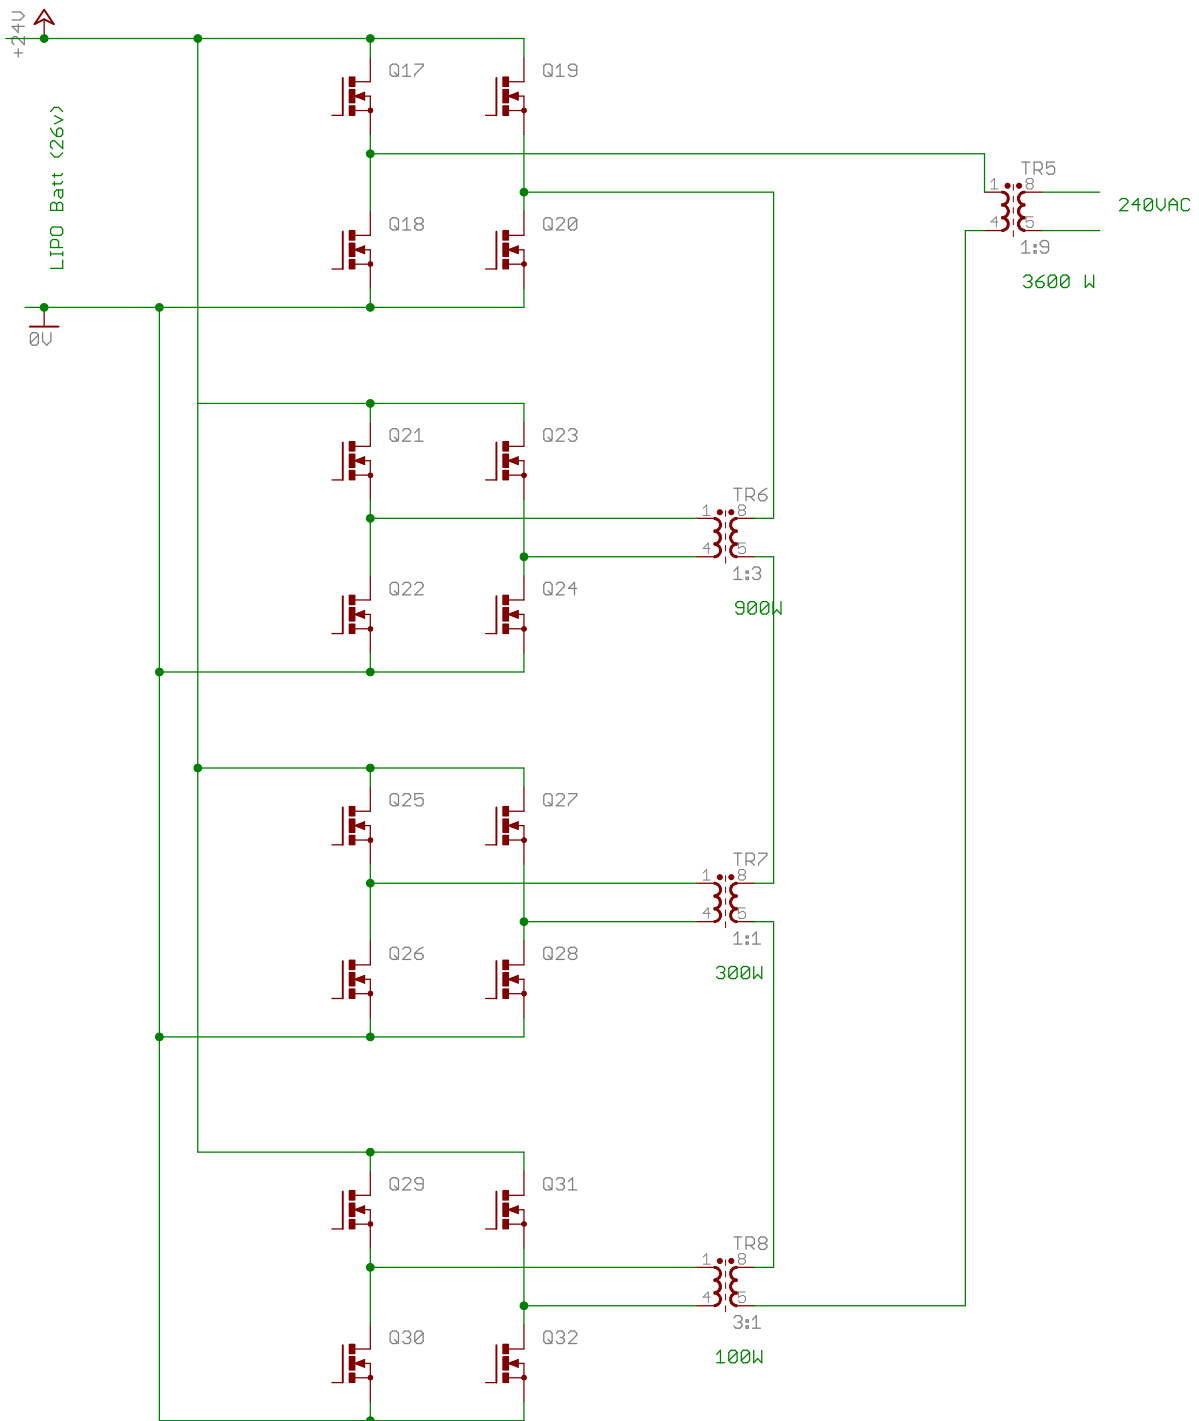 +24V
LIPO Batt (26v)
0V
Q17
Q19
Q18
Q20
TR5
1
8
4
5
1:9
240VAC
3600 W
Q21
Q23
Q22
Q24
TR6
1
8
4
5
1:3
900W
Q25
Q27
Q26
Q28
TR7
1
8
4
5
1:1
300W
Q29
Q31
Q30
Q32
TR8
1
8
4
5
3:1
100W